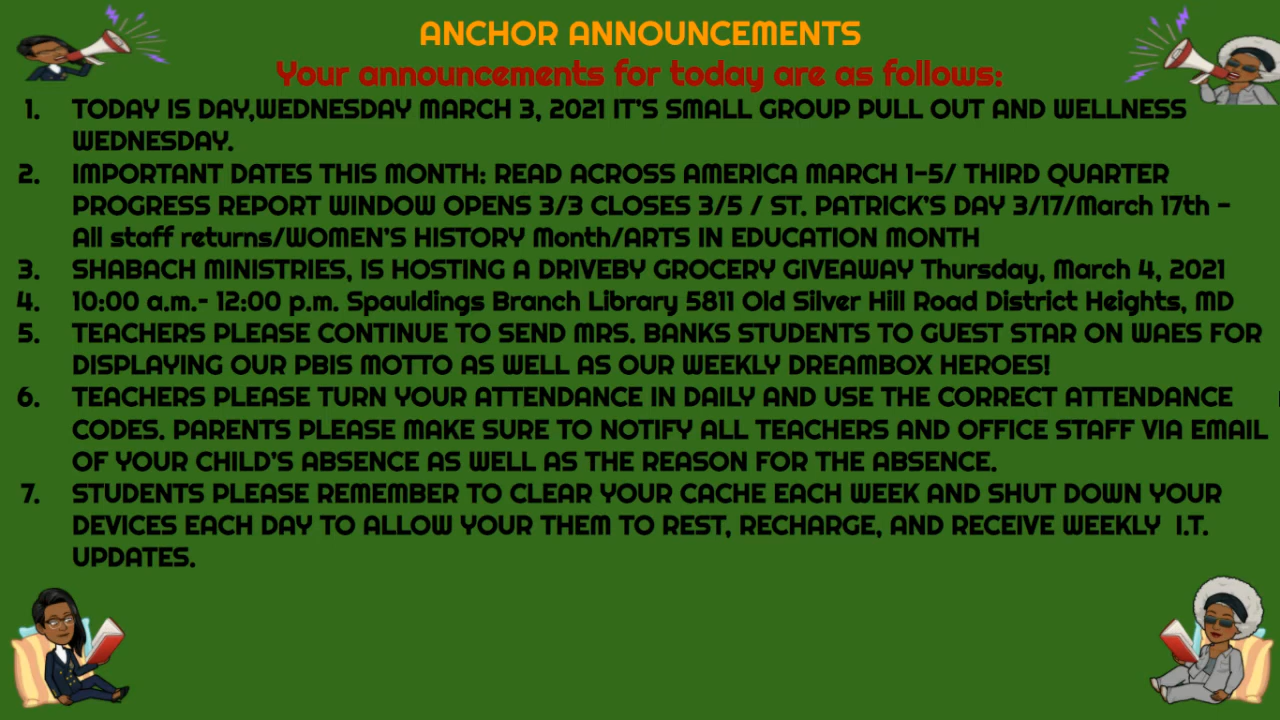 ANCHOR ANNOUNCEMENTS
Your announcements for today are as follows:
1. TODAY IS DAY,WEDNESDAY MARCH 3, 2021 IT'S SMALL GROUP PULL OUT AND WELLNESS
WEDNESDAY.
2. IMPORTANT DATES THIS MONTH: READ ACROSS AMERICA MARCH 1-5/ THIRD QUARTER
PROGRESS REPORT WINDOW OPENS 3/3 CLOSES 3/5 / ST. PATRICK'S DAY 3/17/March 17th -
All staff returns/WOMEN'S HISTORY Month/ARTS IN EDUCATION MONTH
3. SHABACH MINISTRIES, IS HOSTING A DRIVEBY GROCERY GIVEAWAY Thursday, March 4, 2021
4. 10:00 a.m.- 12:00 p.m. Spauldings Branch Library 5811 Old Silver Hill Road District Heights, MD
5. TEACHERS PLEASE CONTINUE TO SEND MRS. BANKS STUDENTS TO GUEST STAR ON WAES FOR
DISPLAYING OUR PBIS MOTTO AS WELL AS OUR WEEKLY DREAMBOX HEROES!
6. TEACHERS PLEASE TURN YOUR ATTENDANCE IN DAILY AND USE THE CORRECT ATTENDANCE
CODES. PARENTS PLEASE MAKE SURE TO NOTIFY ALL TEACHERS AND OFFICE STAFF VIA EMAIL
OF YOUR CHILD'S ABSENCE AS WELL AS THE REASON FOR THE ABSENCE.
7. STUDENTS PLEASE REMEMBER TO CLEAR YOUR CACHE EACH WEEK AND SHUT DOWN YOUR
DEVICES EACH DAY TO ALLOW YOUR THEM TO REST, RECHARGE, AND RECEIVE WEEKLY I.T.
UPDATES.